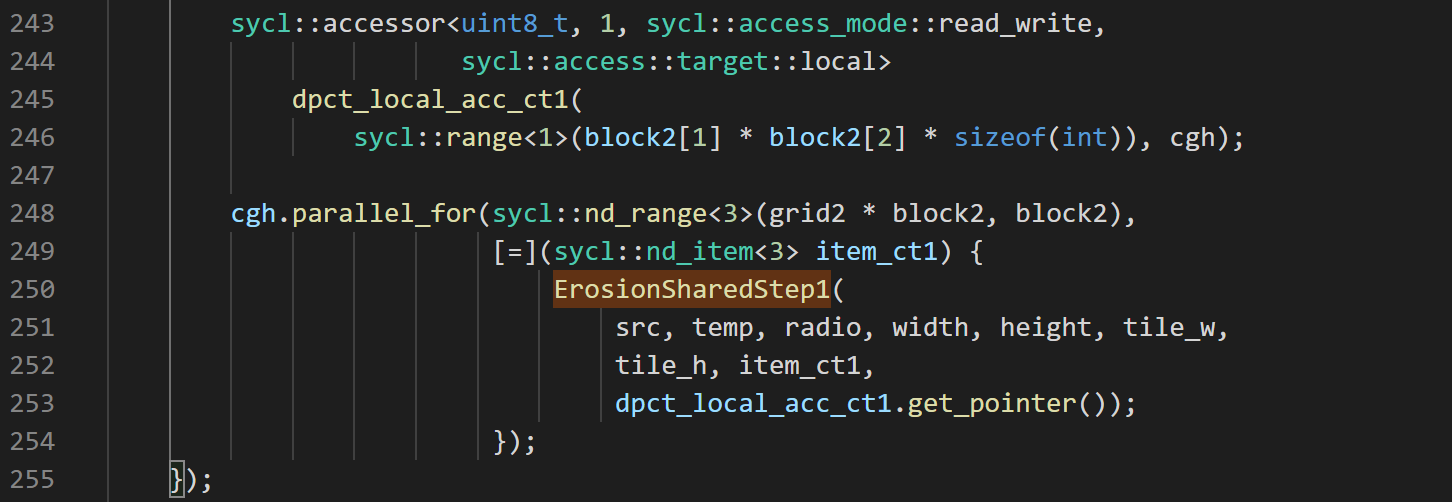 243 sycl::accessor<uint8_t, 1, sycl::access_mode::read_write,
244 sycl::access::target::local>
245 dpct_local_acc_ct1(
246 sycl::range<1>(block2[1] * block2[2] * sizeof(int)), cgh);
247
248 cgh.parallel_for(sycl::nd_range<3>(grid2 * block2, block2),
249 [=](sycl::nd_item<3> item_ct1) {
250 ErosionSharedStep1(
251 src, temp, radio, width, height, tile_w,
252 tile_h, item_ct1,
253 dpct_local_acc_ct1.get_pointer());
254 });
255 });